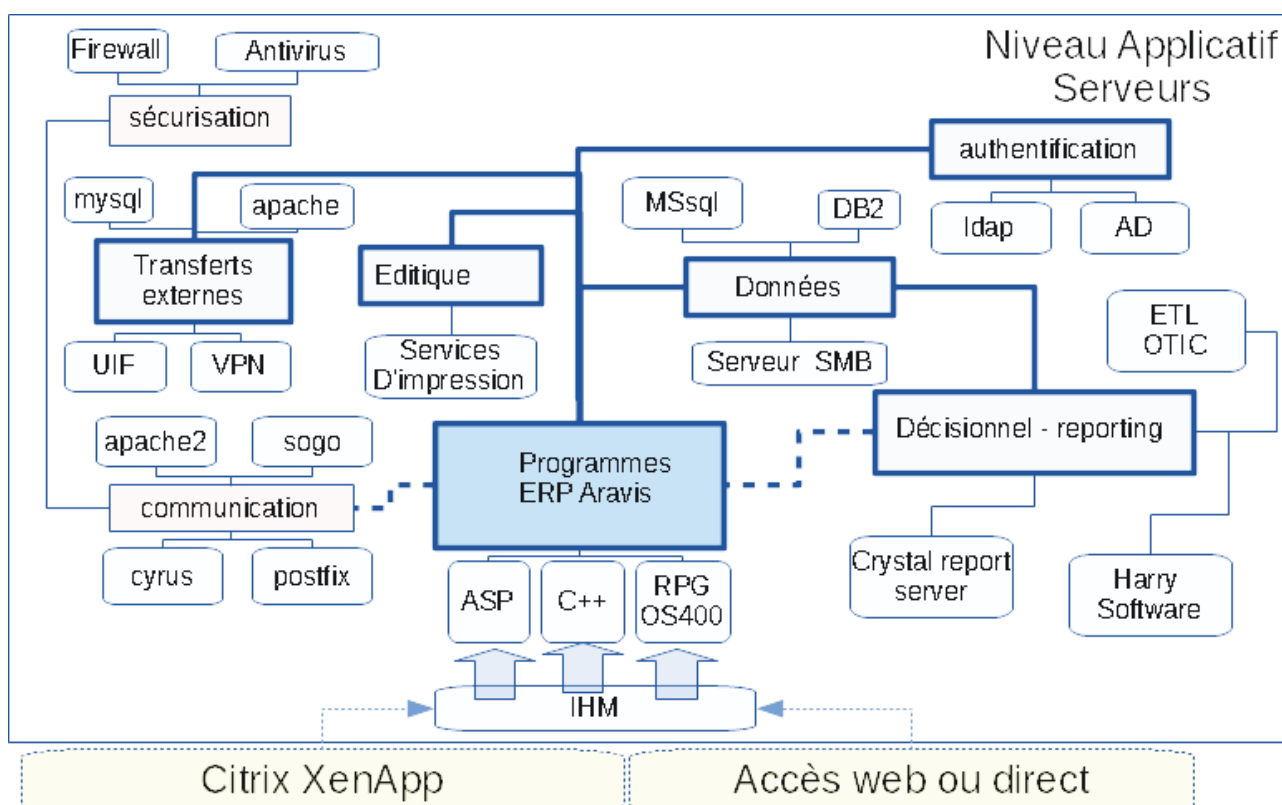 Niveau Applicatif
Serveurs
Firewall
Antivirus
sécurisation
authentification
mysql
apache
MSsql
DB2
ldap
AD
Transferts
externes
Editique
Données
ETL
OTIC
UIF
VPN
Services
D'impression
Serveur SMB
apache2
sogo
Décisionnel - reporting
Programmes
ERP Aravis
communication
cyrus
postfix
ASP
C++
RPG
OS400
Crystal report
server
Harry
Software
IHM
Citrix XenApp
Accès web ou direct